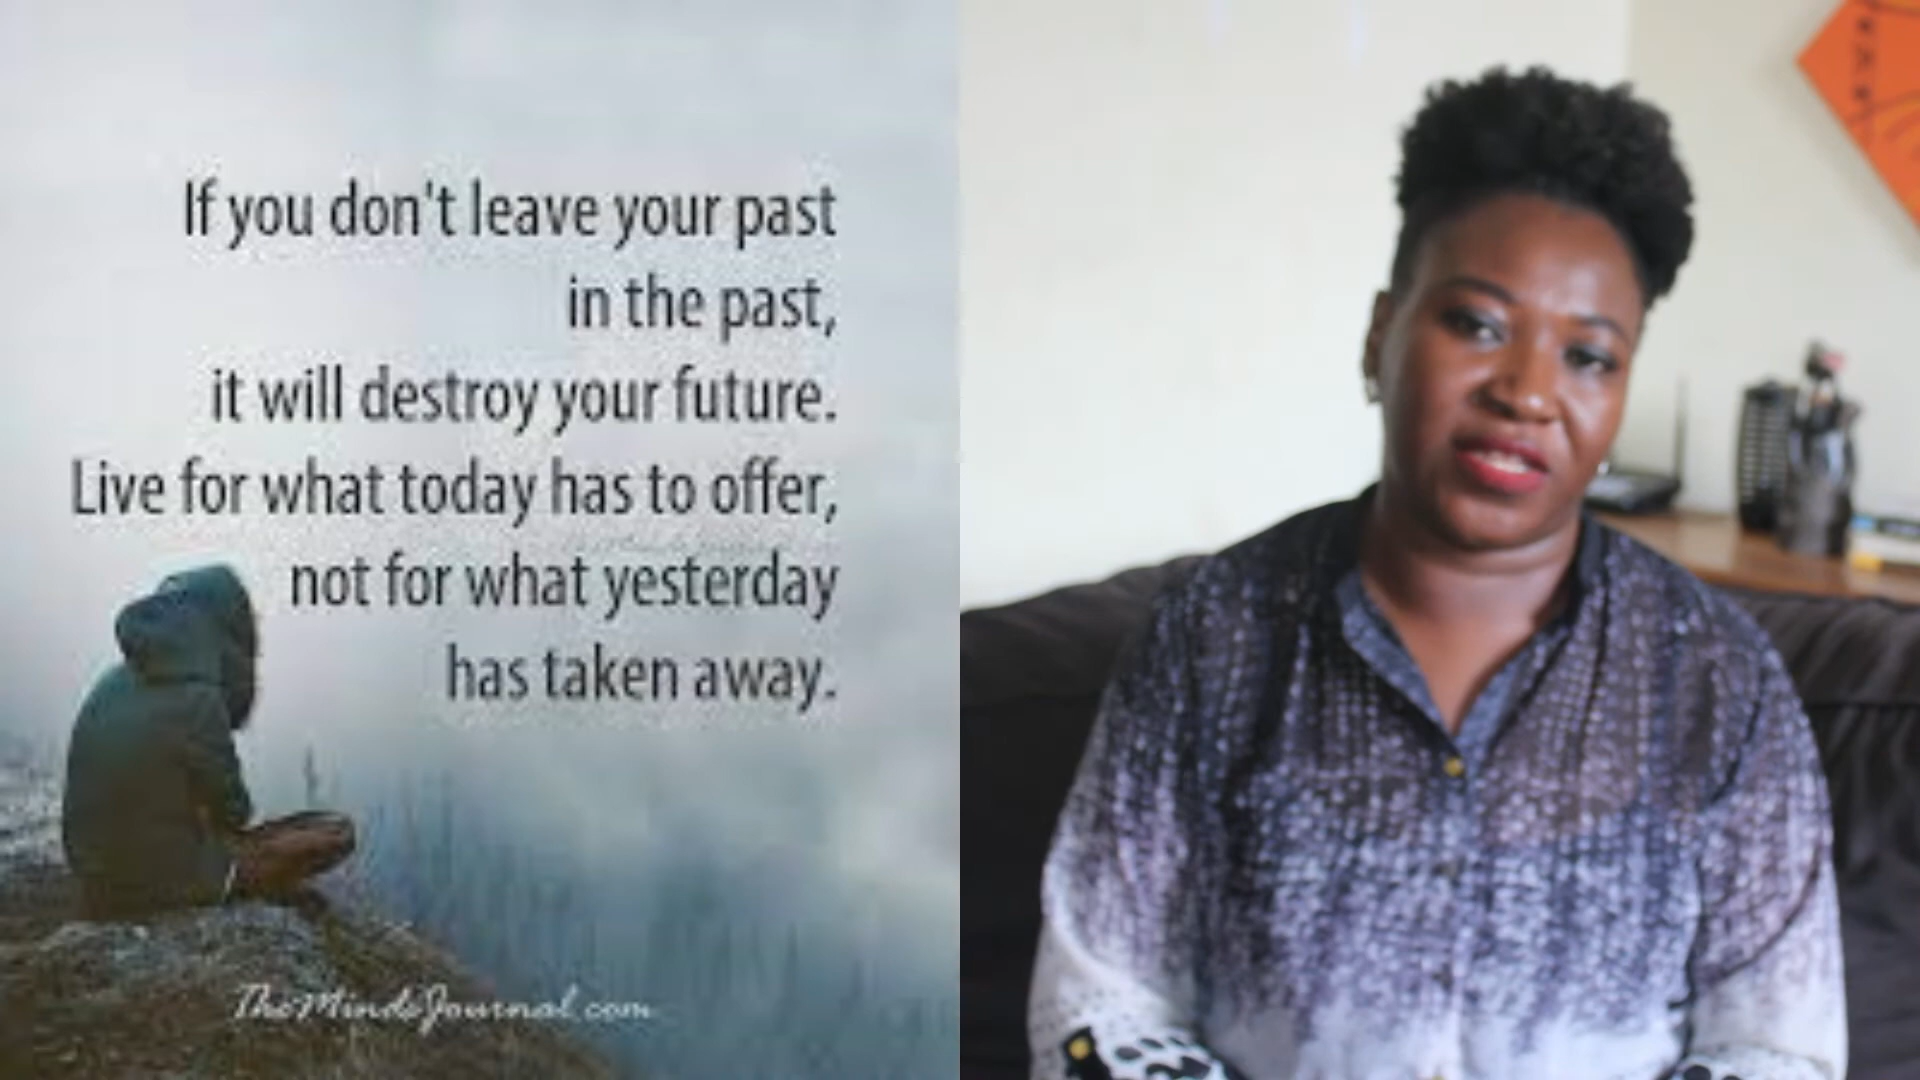 If you don't leave your past
in the past,
it will destroy your future.
Live for what today has to offer,
not for what yesterday
has taken away.
TheMindsJournal.com